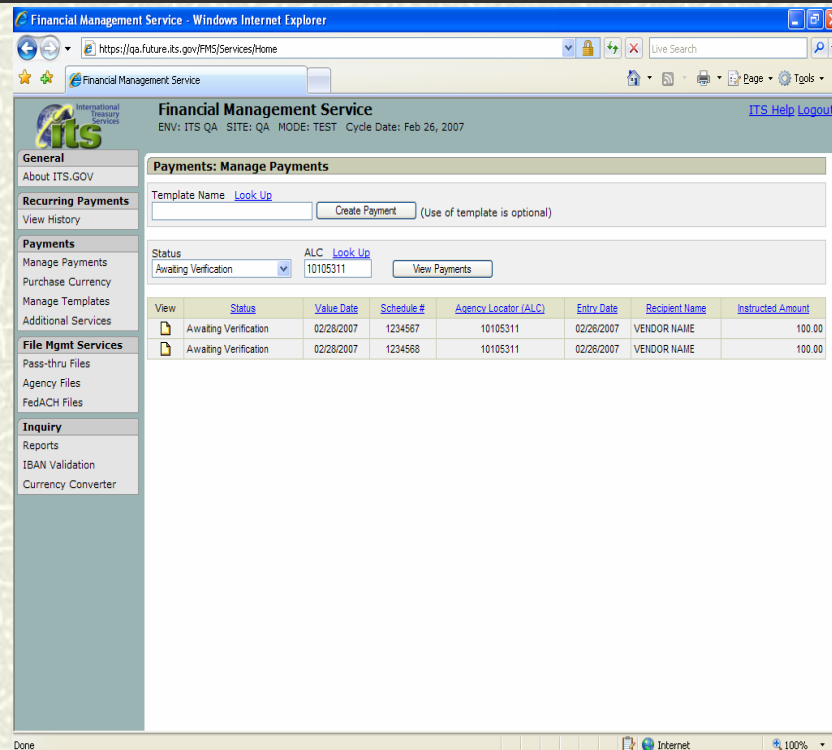 Financial Management Service - Windows Internet Explorer
https://qa.future.its.gov/FMS/Services/Home
Live Search
Financial Management Service
Page Tools
International Treasury Services
its
Financial Management Service
ENV: ITS QA SITE: QA MODE: TEST Cycle Date: Feb 26, 2007
ITS Help Logout
General
About ITS.GOV
Recurring Payments
View History
Payments
Manage Payments
Purchase Currency
Manage Templates
Additional Services
File Mgmt Services
Pass-thru Files
Agency Files
FedACH Files
Inquiry
Reports
IBAN Validation
Currency Converter
Payments: Manage Payments
Template Name Look Up
Create Payment (Use of template is optional)
Status ALC Look Up
Awaiting Verification 10105311 View Payments
View Status Value Date Schedule # Agency Locator (ALC) Entry Date Recipient Name Instructed Amount
Awaiting Verification 02/28/2007 1234567 10105311 02/26/2007 VENDOR NAME 100.00
Awaiting Verification 02/28/2007 1234568 10105311 02/26/2007 VENDOR NAME 100.00
Done Internet 100%